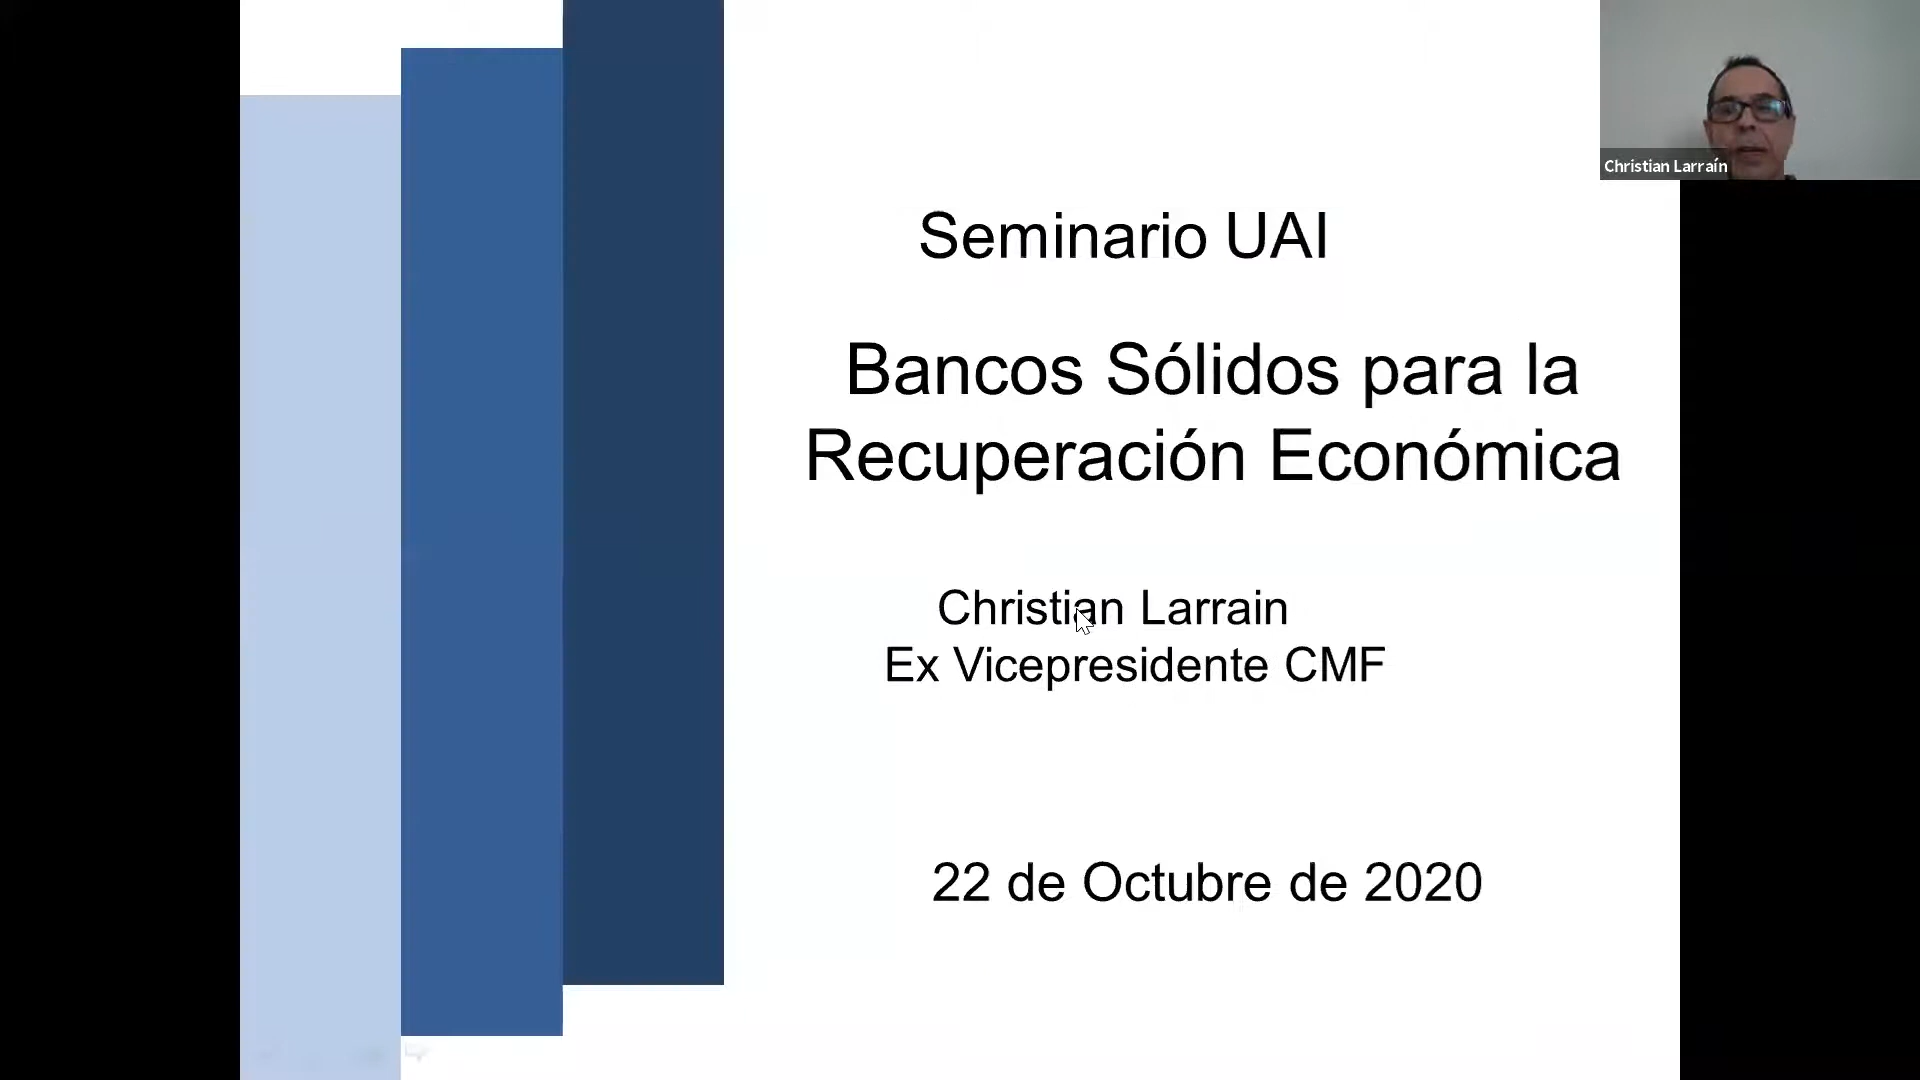 Christian Larraín
Seminario UAI
Bancos Sólidos para la
Recuperación Económica
Christian Larrain
Ex Vicepresidente CMF
22 de Octubre de 2020